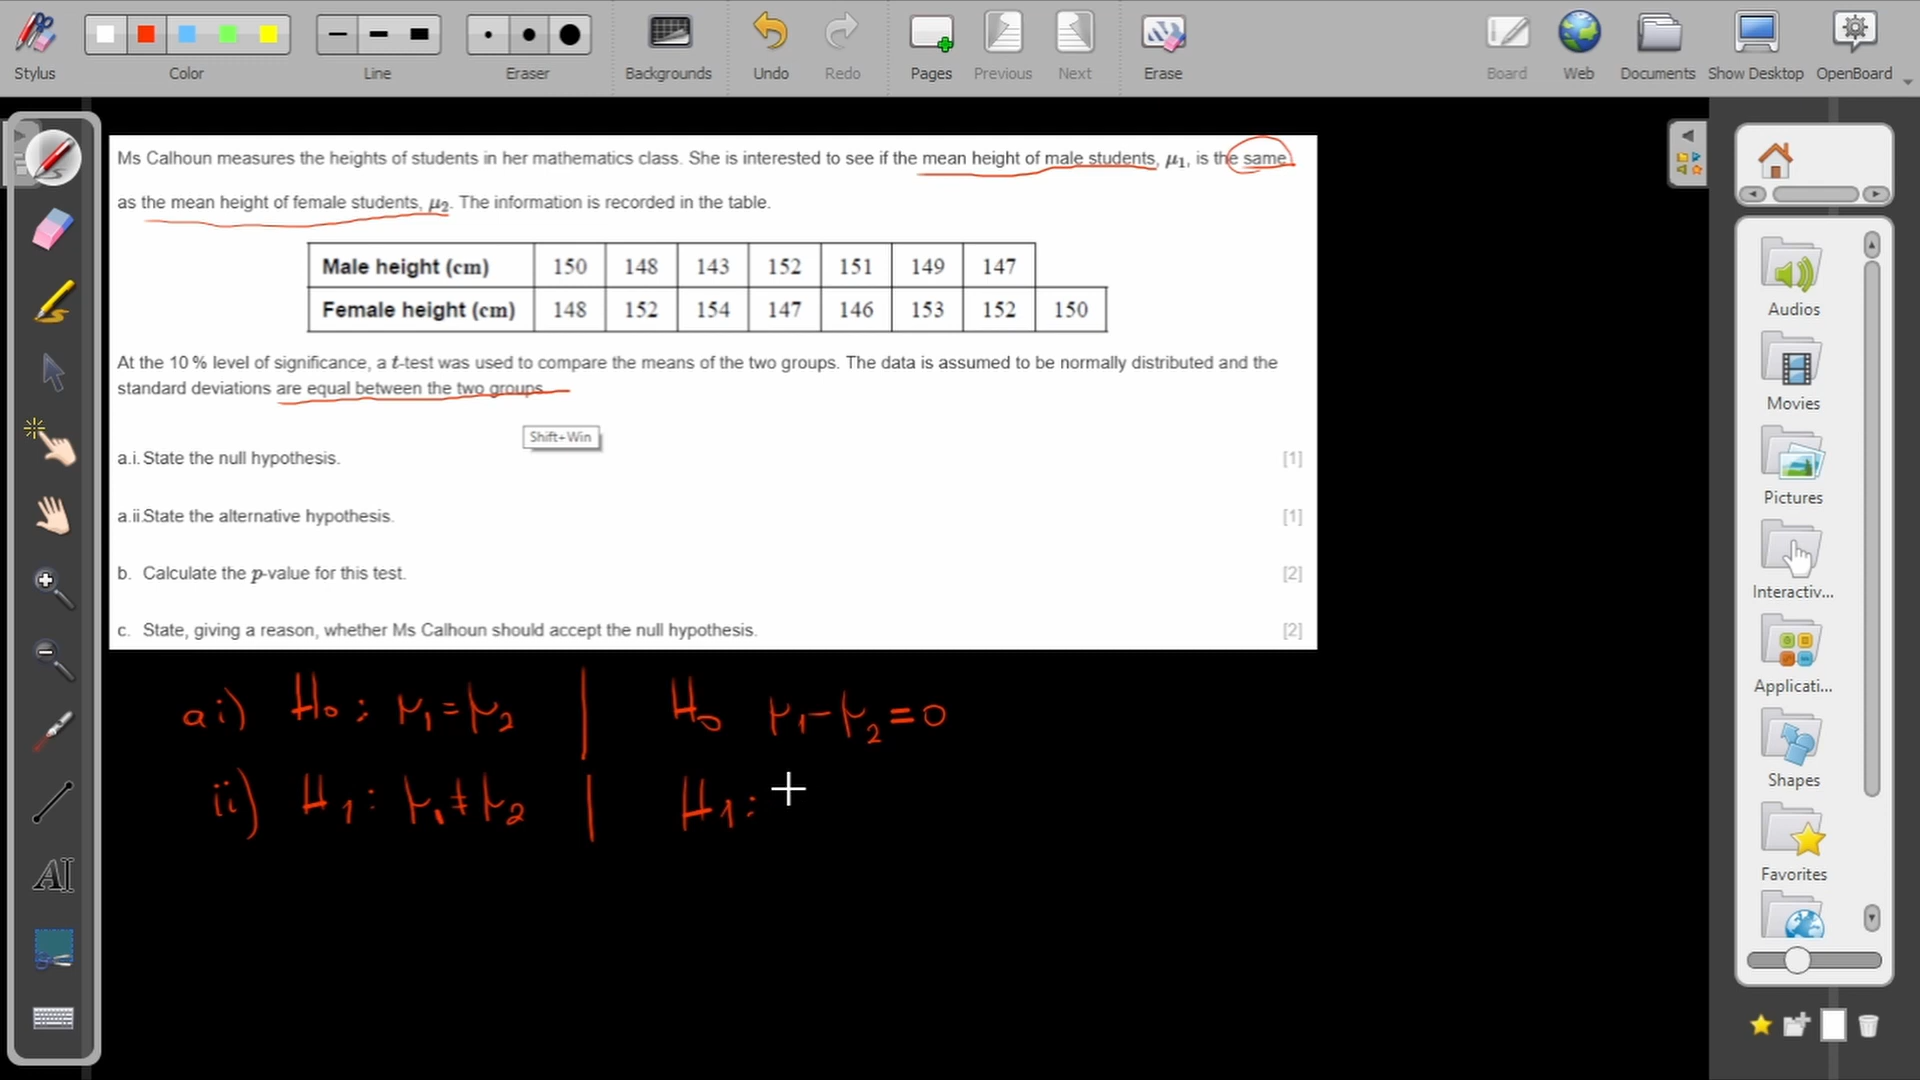 Stylus Color Line Eraser Backgrounds Undo Redo Pages Previous Next Erase Board Web Documents Show Desktop OpenBoard
Ms Calhoun measures the heights of students in her mathematics class. She is interested to see if the mean height of male students, μ₁, is the same
as the mean height of female students, μ₂. The information is recorded in the table.
Male height (cm) 150 148 143 152 151 149 147
Female height (cm) 148 152 154 147 146 153 152 150
At the 10 % level of significance, a t-test was used to compare the means of the two groups. The data is assumed to be normally distributed and the
standard deviations are equal between the two groups.
Shift+Win
a.i. State the null hypothesis. [1]
a.ii. State the alternative hypothesis. [1]
b. Calculate the p-value for this test. [2]
c. State, giving a reason, whether Ms Calhoun should accept the null hypothesis. [2]
ai) H₀ : μ₁ = μ₂ | H₀ μ₁ - μ₂ = 0
ii) H₁ : μ₁ ≠ μ₂ | H₁ :
Audios
Movies
Pictures
Interactiv...
Applicati...
Shapes
Favorites
AI